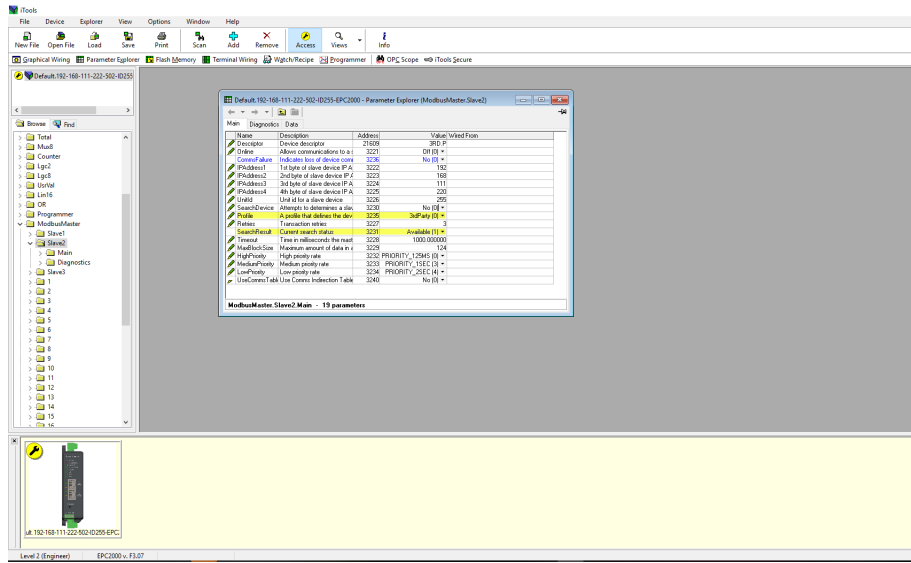 iTools
File Device Explorer View Options Window Help
New File Open File Load Save Print Scan Add Remove Access Views Info
Graphical Wiring Parameter Explorer Flash Memory Terminal Wiring Watch/Recipe Programmer OPC Scope iTools Secure
Default.192-168-111-222-502-ID255
Browse Find
Total
Mux8
Counter
Lgc2
Lgc8
UsrVal
Lin16
OR
Programmer
ModbusMaster
Slave1
Slave2
Main
Diagnostics
Slave3
1
2
3
4
5
6
7
8
9
10
11
12
13
14
15
16
Default.192-168-111-222-502-ID255-EPC2000 - Parameter Explorer (ModbusMaster.Slave2)
Main Diagnostics Data
Name Description Address Value Wired From
Descriptor Device descriptor 21609 3RD.P
Online Allows communications to a s 3221 Off (0)
CommsFailure Indicates loss of device com 3236 No (0)
IPAddress1 1st byte of slave device IP A 3222 192
IPAddress2 2nd byte of slave device IP A 3223 168
IPAddress3 3rd byte of slave device IP A 3224 111
IPAddress4 4th byte of slave device IP A 3225 220
UnitId Unit id for a slave device 3226 255
SearchDevice Attempts to determines a slav 3230 No (0)
Profile A profile that defines the dev 3235 3rdParty (0)
Retries Transaction retries 3227 3
SearchResult Current search status 3231 Available (1)
Timeout Time in milliseconds the mast 3228 1000.000000
MaxBlockSize Maximum amount of data in a 3229 124
HighPriority High priority rate 3232 PRIORITY_125MS (0)
MediumPriority Medium priority rate 3233 PRIORITY_1SEC (3)
LowPriority Low priority rate 3234 PRIORITY_2SEC (4)
UseCommsTabl Use Comms Indirection Table 3240 No (0)
ModbusMaster.Slave2.Main - 19 parameters
ult.192-168-111-222-502-ID255-EPC
Level 2 (Engineer) EPC2000 v. F3.07